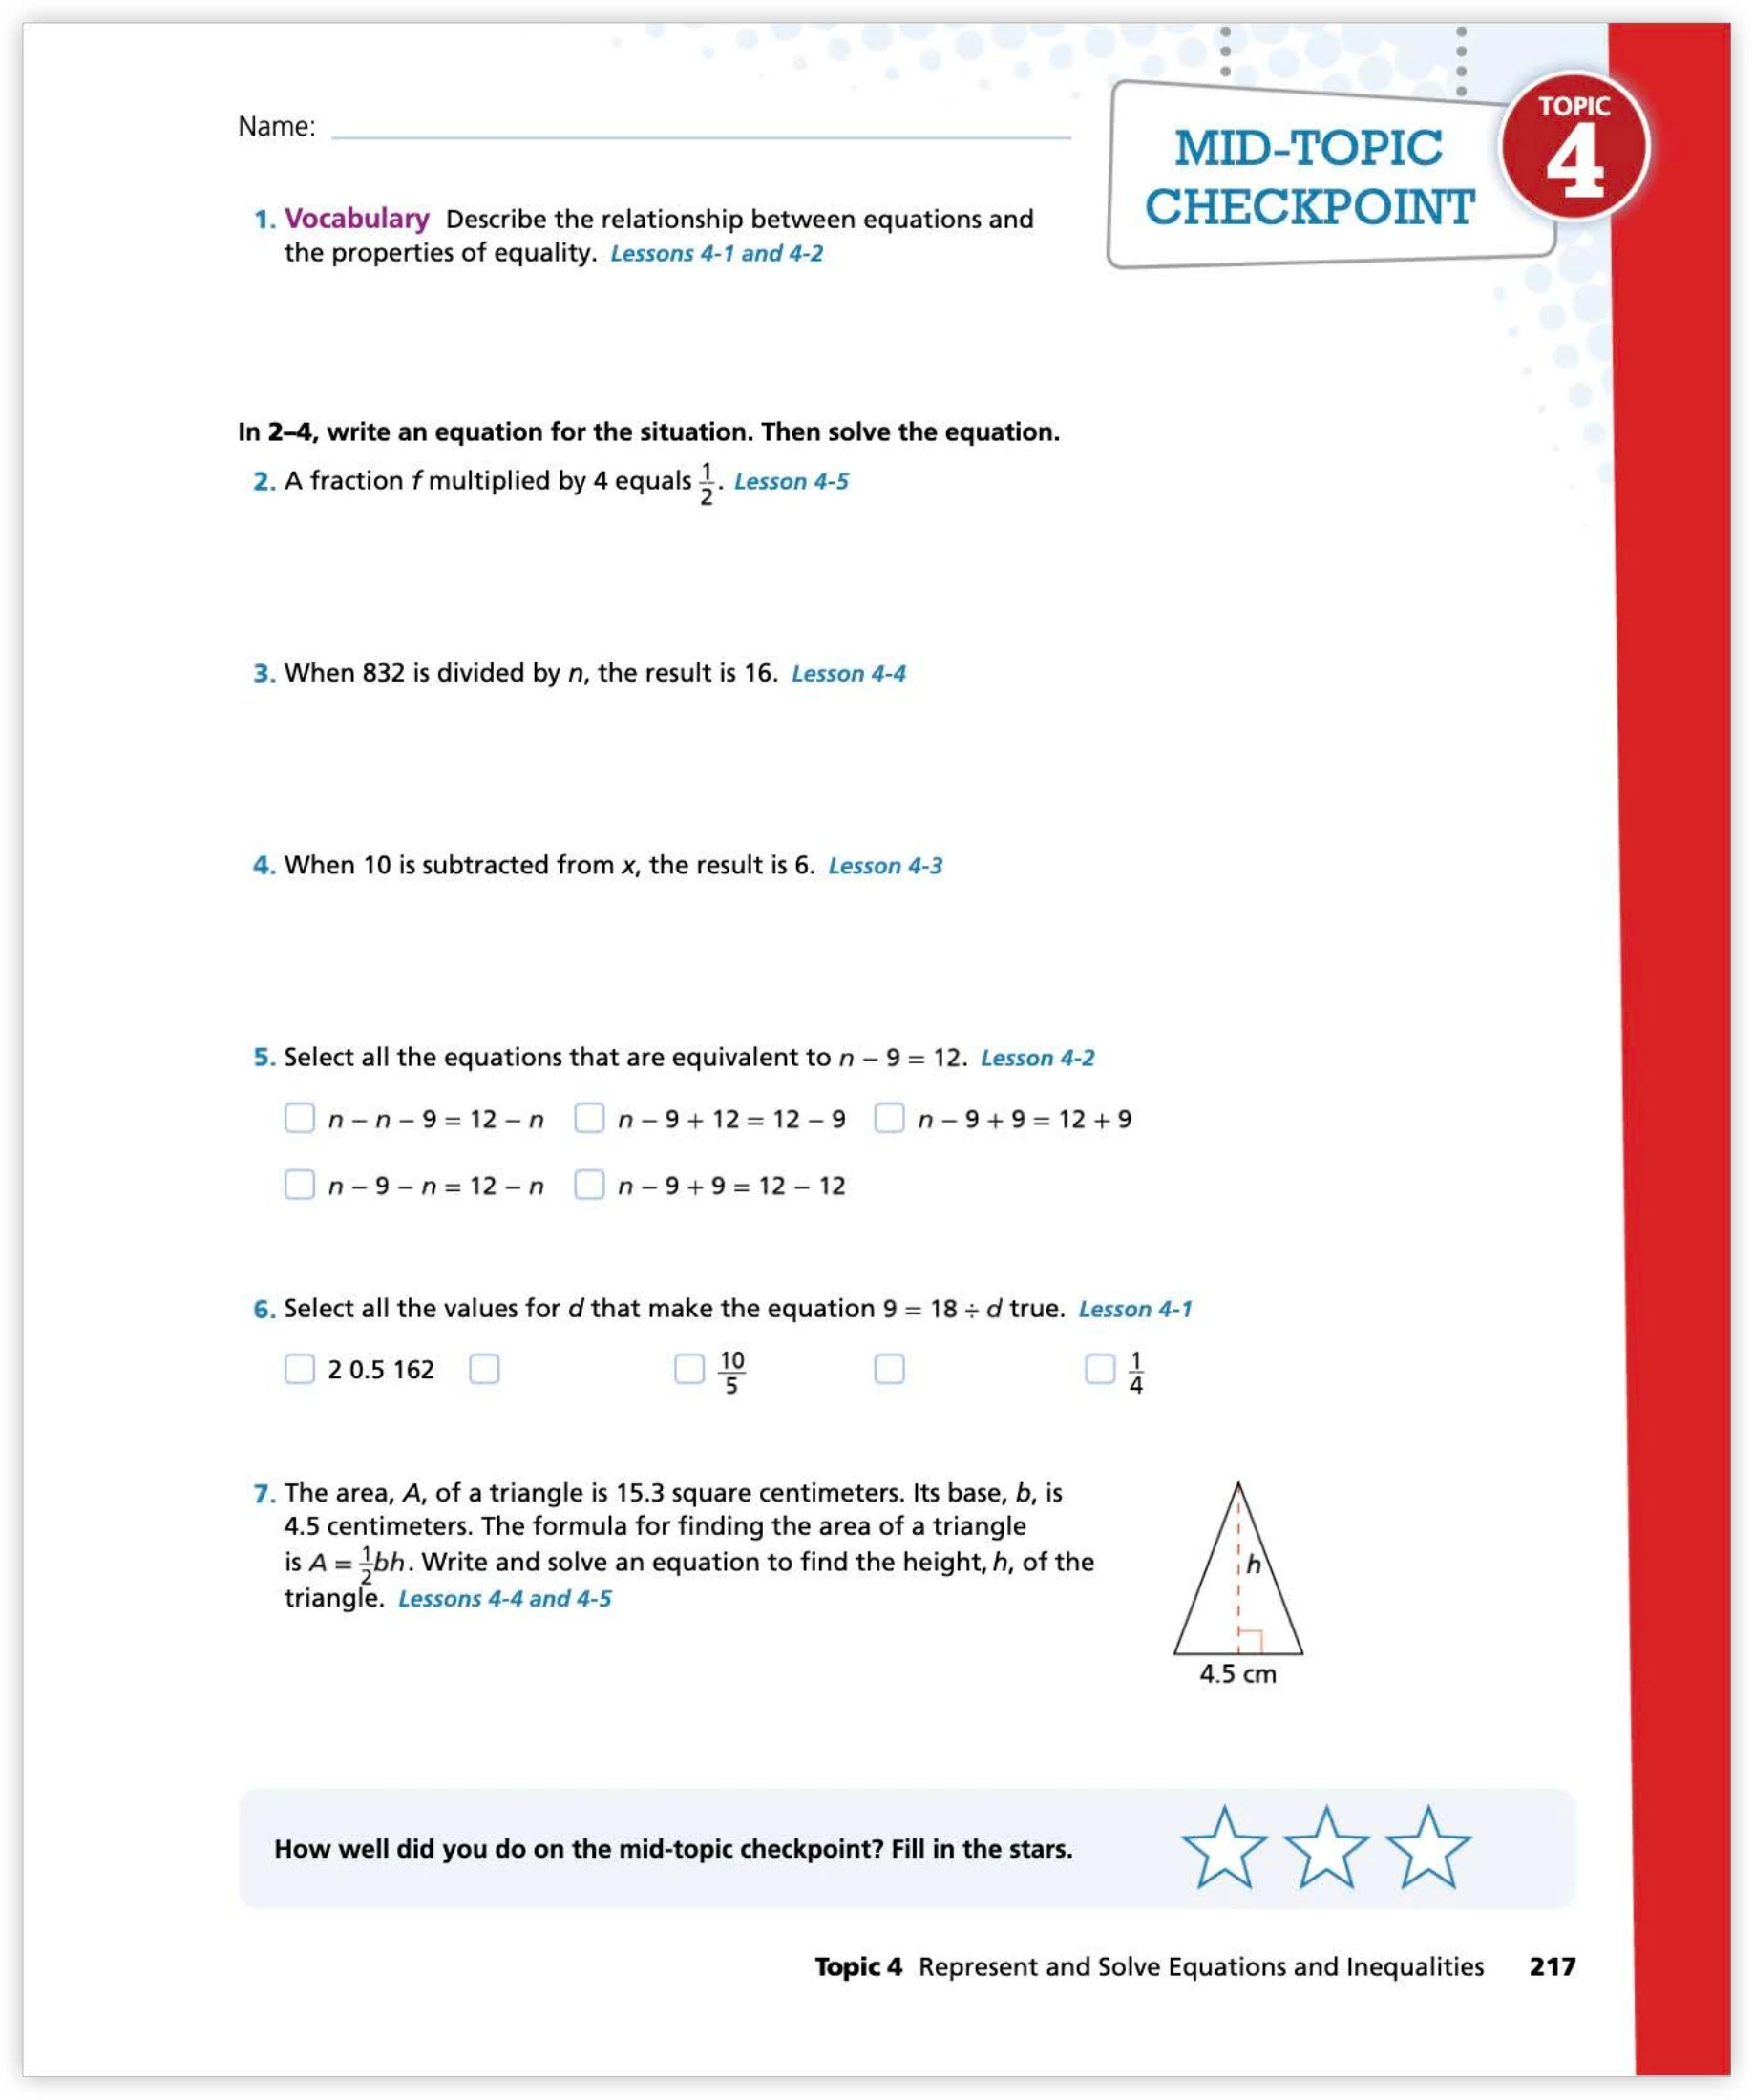 Name:
MID-TOPIC
CHECKPOINT
TOPIC
4
1. Vocabulary Describe the relationship between equations and
the properties of equality. Lessons 4-1 and 4-2
In 2–4, write an equation for the situation. Then solve the equation.
2. A fraction f multiplied by 4 equals 1/2. Lesson 4-5
3. When 832 is divided by n, the result is 16. Lesson 4-4
4. When 10 is subtracted from x, the result is 6. Lesson 4-3
5. Select all the equations that are equivalent to n – 9 = 12. Lesson 4-2
n – n – 9 = 12 – n n – 9 + 12 = 12 – 9 n – 9 + 9 = 12 + 9
n – 9 – n = 12 – n n – 9 + 9 = 12 – 12
6. Select all the values for d that make the equation 9 = 18 ÷ d true. Lesson 4-1
2 0.5 162 10/5 1/4
7. The area, A, of a triangle is 15.3 square centimeters. Its base, b, is
4.5 centimeters. The formula for finding the area of a triangle
is A = 1/2bh. Write and solve an equation to find the height, h, of the
triangle. Lessons 4-4 and 4-5
h
4.5 cm
How well did you do on the mid-topic checkpoint? Fill in the stars.
Topic 4 Represent and Solve Equations and Inequalities 217